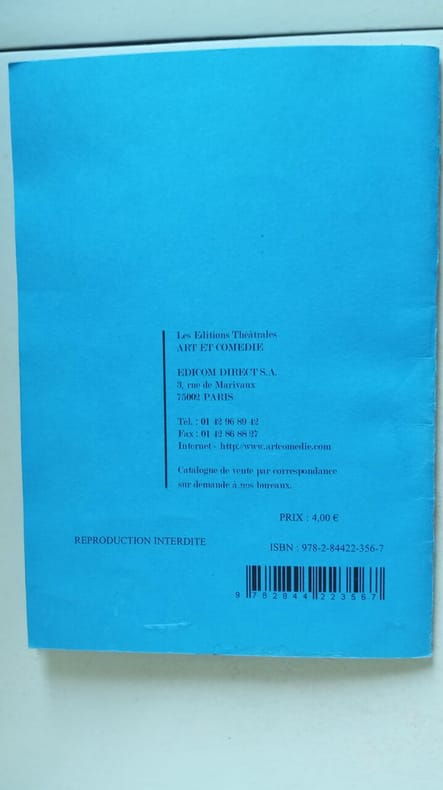 Les Editions Théâtrales
ART ET COMEDIE
EDICOM DIRECT S.A.
3, rue de Marivaux
75002 PARIS
Tél. : 01 42 96 89 42
Fax : 01 42 86 88 27
Internet : http://www.artcomedie.com
Catalogue de vente par correspondance
sur demande à nos bureaux.
PRIX : 4,00 €
REPRODUCTION INTERDITE
ISBN : 978-2-84422-356-7
9 782844 223567